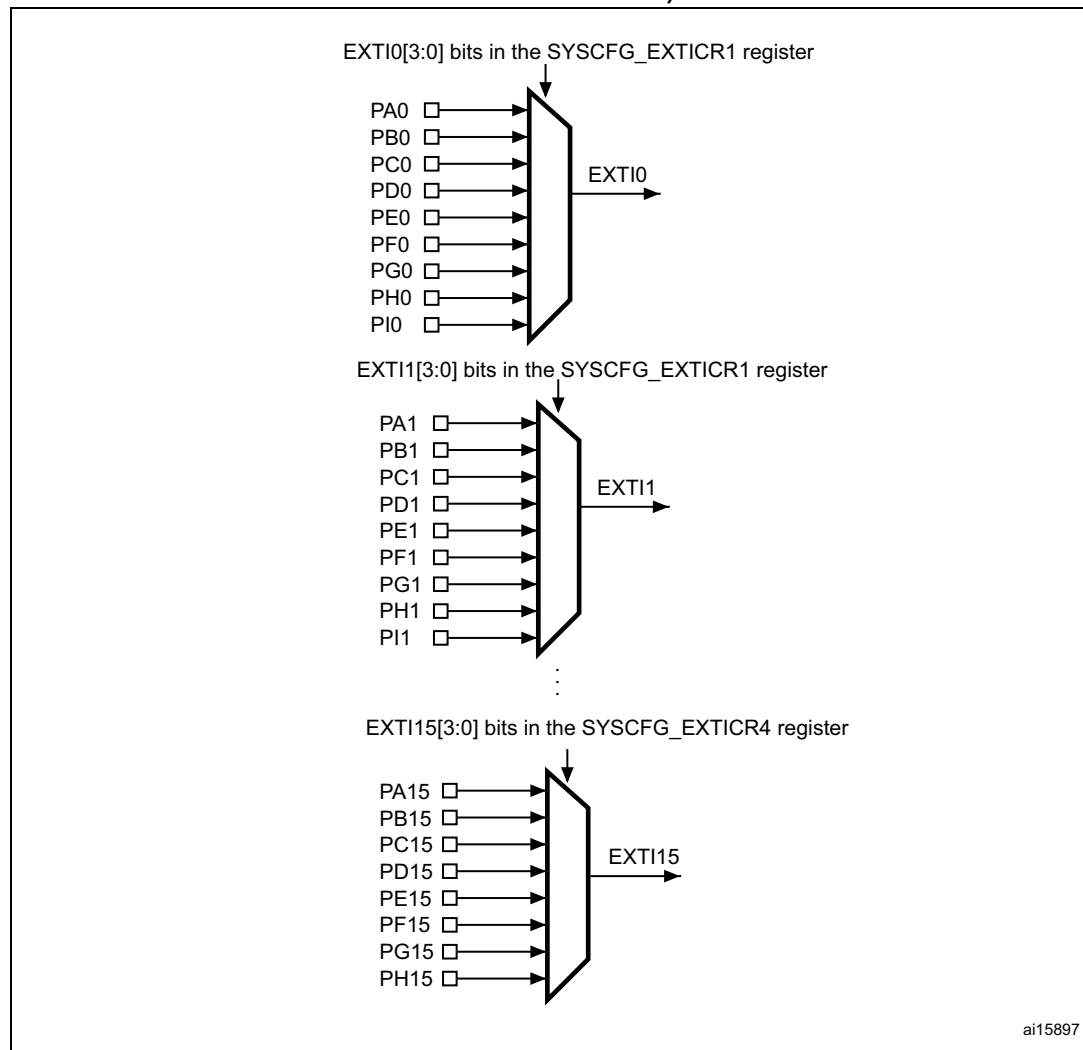 EXTI0[3:0] bits in the SYSCFG_EXTICR1 register
PA0
PB0
PC0
PD0
PE0
PF0
PG0
PH0
PI0
EXTI0
EXTI1[3:0] bits in the SYSCFG_EXTICR1 register
PA1
PB1
PC1
PD1
PE1
PF1
PG1
PH1
PI1
EXTI1
EXTI15[3:0] bits in the SYSCFG_EXTICR4 register
PA15
PB15
PC15
PD15
PE15
PF15
PG15
PH15
EXTI15
ai15897